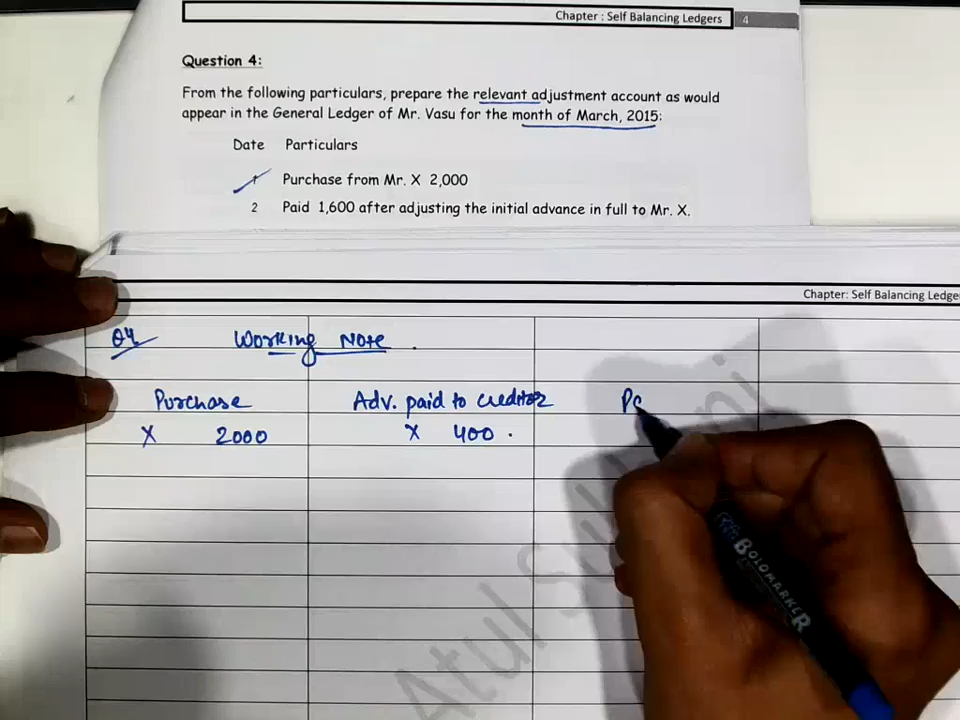 Chapter : Self Balancing Ledgers 4
Question 4:
From the following particulars, prepare the relevant adjustment account as would
appear in the General Ledger of Mr. Vasu for the month of March, 2015:
Date Particulars
1 Purchase from Mr. X 2,000
2 Paid 1,600 after adjusting the initial advance in full to Mr. X.
Chapter: Self Balancing Ledge
Q4 Working Note
Purchase Adv. paid to creditor
X 2000 X 400
Atul
BOLOMARKER